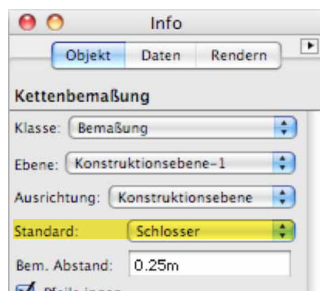 Info
Objekt Daten Rendern
Kettenbemaßung
Klasse: Bemaßung
Ebene: Konstruktionsebene-1
Ausrichtung: Konstruktionsebene
Standard: Schlosser
Bem. Abstand: 0.25m